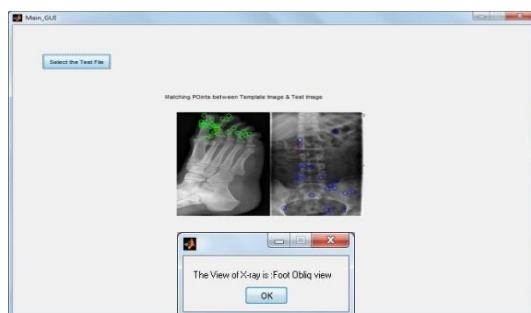 Main_GUI
Select the Test File
Matching POints between Template Image & Test Image
The View of X-ray is :Foot Obliq view
OK